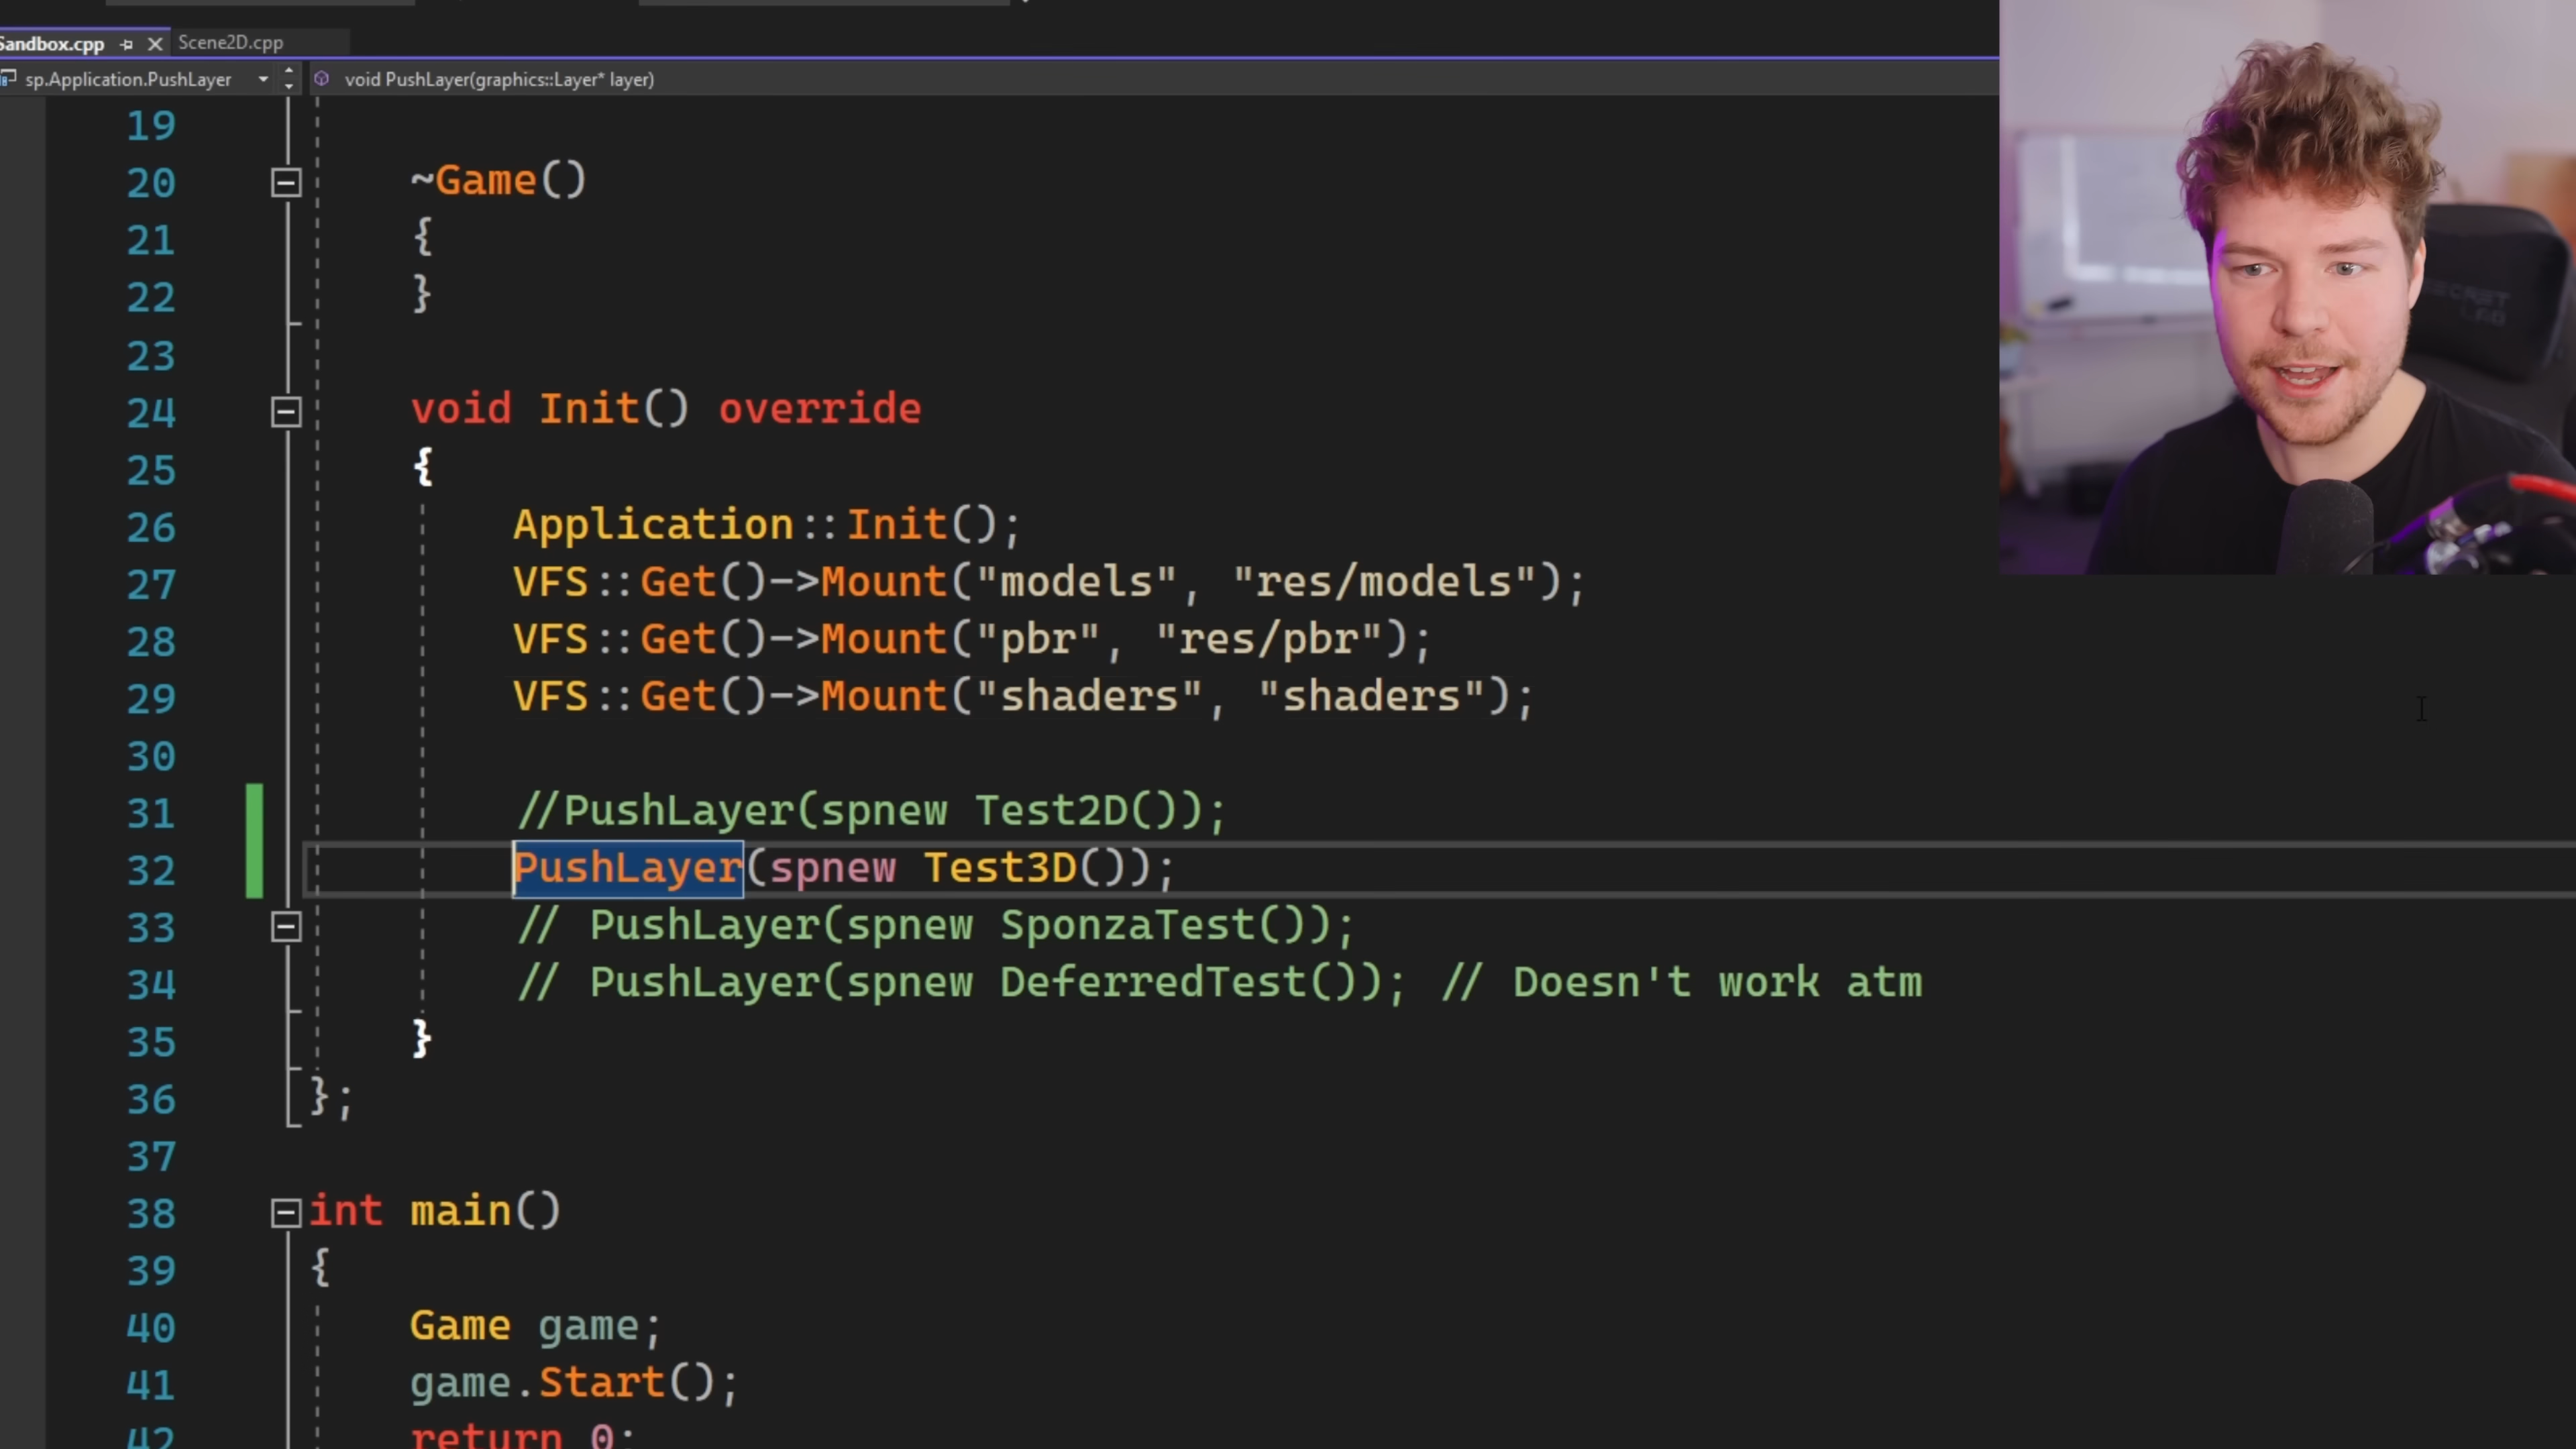 Sandbox.cpp Scene2D.cpp
sp.Application.PushLayer void PushLayer(graphics::Layer* layer)
19
20 ~Game()
21 {
22 }
23
24 void Init() override
25 {
26 Application::Init();
27 VFS::Get()->Mount("models", "res/models");
28 VFS::Get()->Mount("pbr", "res/pbr");
29 VFS::Get()->Mount("shaders", "shaders");
30
31 //PushLayer(spnew Test2D());
32 PushLayer(spnew Test3D());
33 // PushLayer(spnew SponzaTest());
34 // PushLayer(spnew DeferredTest()); // Doesn't work atm
35 }
36 };
37
38 int main()
39 {
40 Game game;
41 game.Start();
42 return 0;
SECRET
LAB